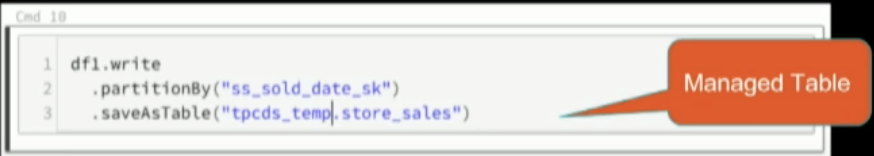 Cmd 10
1 df1.write
2 .partitionBy("ss_sold_date_sk")
3 .saveAsTable("tpcds_temp.store_sales")
Managed Table